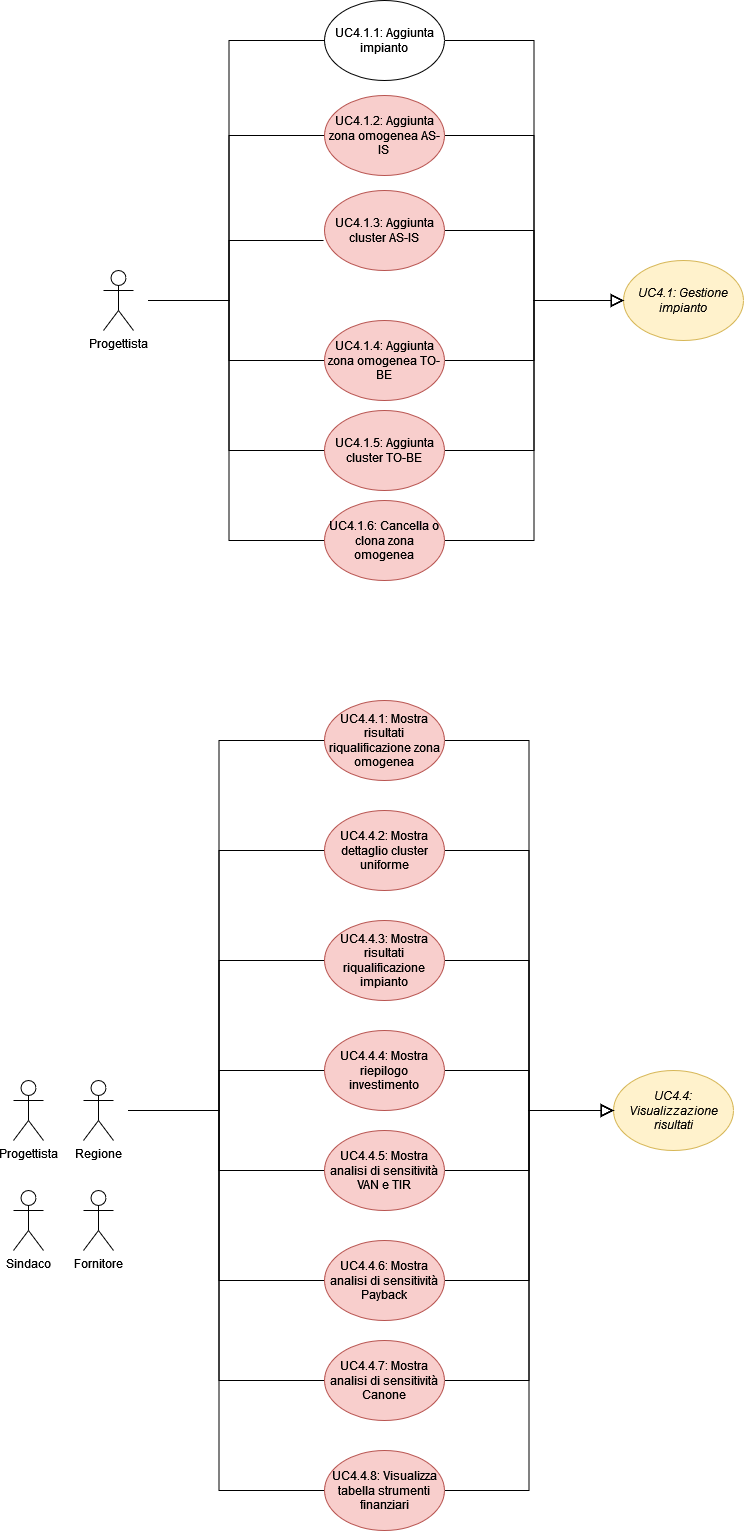 UC4.1.1: Aggiunta
impianto
UC4.1.2: Aggiunta
zona omogenea AS-
IS
UC4.1.3: Aggiunta
cluster AS-IS
Progettista
UC4.1: Gestione
impianto
UC4.1.4: Aggiunta
zona omogenea TO-
BE
UC4.1.5: Aggiunta
cluster TO-BE
UC4.1.6: Cancella o
clona zona
omogenea
UC4.4.1: Mostra
risultati
riqualificazione zona
omogenea
UC4.4.2: Mostra
dettaglio cluster
uniforme
UC4.4.3: Mostra
risultati
riqualificazione
impianto
UC4.4.4: Mostra
riepilogo
investimento
Progettista
Regione
UC4.4:
Visualizzazione
risultati
UC4.4.5: Mostra
analisi di sensitività
VAN e TIR
Sindaco
Fornitore
UC4.4.6: Mostra
analisi di sensitività
Payback
UC4.4.7: Mostra
analisi di sensitività
Canone
UC4.4.8: Visualizza
tabella strumenti
finanziari